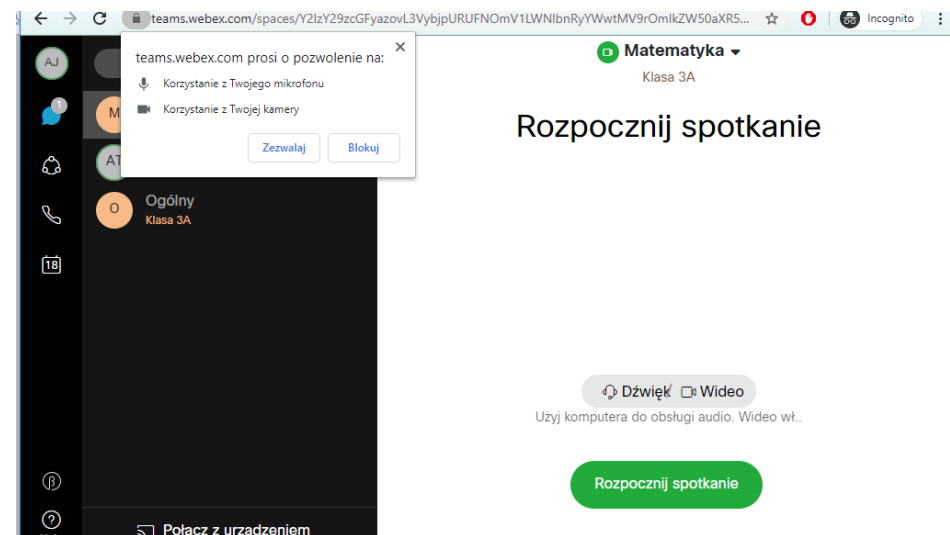 teams.webex.com/spaces/Y2lzY29zcGFyazovL3VybjpURUFNOmV1LWNlbnRyYWwtMV9rOmlkZW50aXR5...
Incognito
teams.webex.com prosi o pozwolenie na:
Korzystanie z Twojego mikrofonu
Korzystanie z Twojej kamery
Zezwalaj Blokuj
AJ
1
M
AT
O
Ogólny
Klasa 3A
18
β
?
Połącz z urządzeniem
Matematyka
Klasa 3A
Rozpocznij spotkanie
Dźwięk Wideo
Użyj komputera do obsługi audio. Wideo wł..
Rozpocznij spotkanie